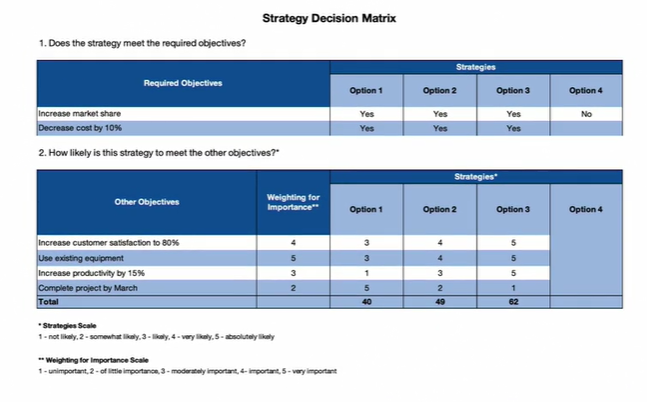 Strategy Decision Matrix
1. Does the strategy meet the required objectives?
Required Objectives
Strategies
Option 1 Option 2 Option 3 Option 4
Increase market share Yes Yes Yes No
Decrease cost by 10% Yes Yes Yes
2. How likely is this strategy to meet the other objectives?*
Other Objectives
Weighting for
Importance**
Strategies*
Option 1 Option 2 Option 3 Option 4
Increase customer satisfaction to 80% 4 3 4 5
Use existing equipment 5 3 4 5
Increase productivity by 15% 3 1 3 5
Complete project by March 2 5 2 1
Total 40 49 62
* Strategies Scale
1 - not likely, 2 - somewhat likely, 3 - likely, 4 - very likely, 5 - absolutely likely
** Weighting for Importance Scale
1 - unimportant, 2 - of little importance, 3 - moderately important, 4- important, 5 - very important